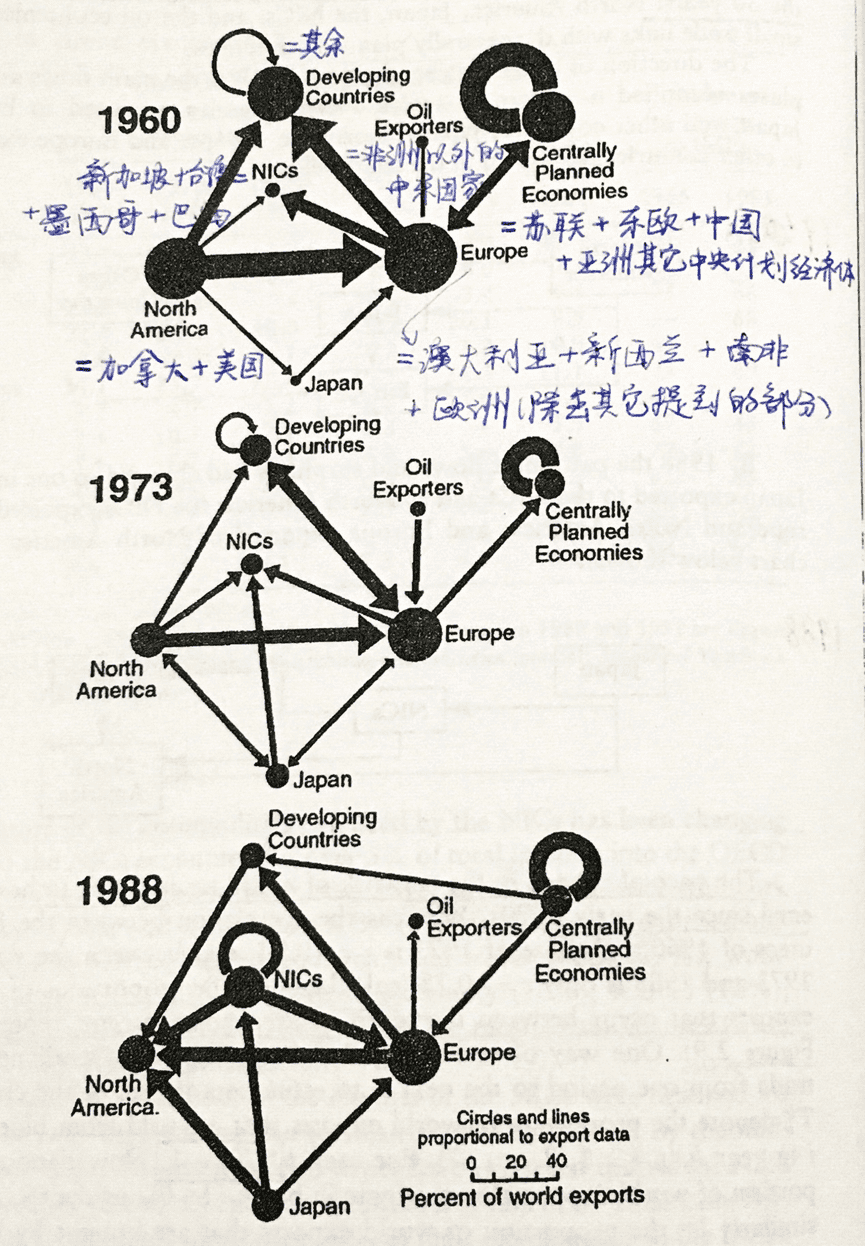 =其余
Developing
Countries
1960
Oil
Exporters
=非洲以外的
中东国家
NICs
新加坡+台湾=
+墨西哥+巴西
Centrally
Planned
Economies
=苏联+东欧+中国
+亚洲其它中央计划经济体
Europe
North
America
=加拿大+美国
Japan
=澳大利亚+新西兰+南非
+欧洲(除去其它提到的部分)
Developing
Countries
1973
Oil
Exporters
Centrally
Planned
Economies
NICs
Europe
North
America
Japan
Developing
Countries
1988
Oil
Exporters
Centrally
Planned
Economies
NICs
Europe
North
America.
Circles and lines
proportional to export data
0 20 40
Percent of world exports
Japan